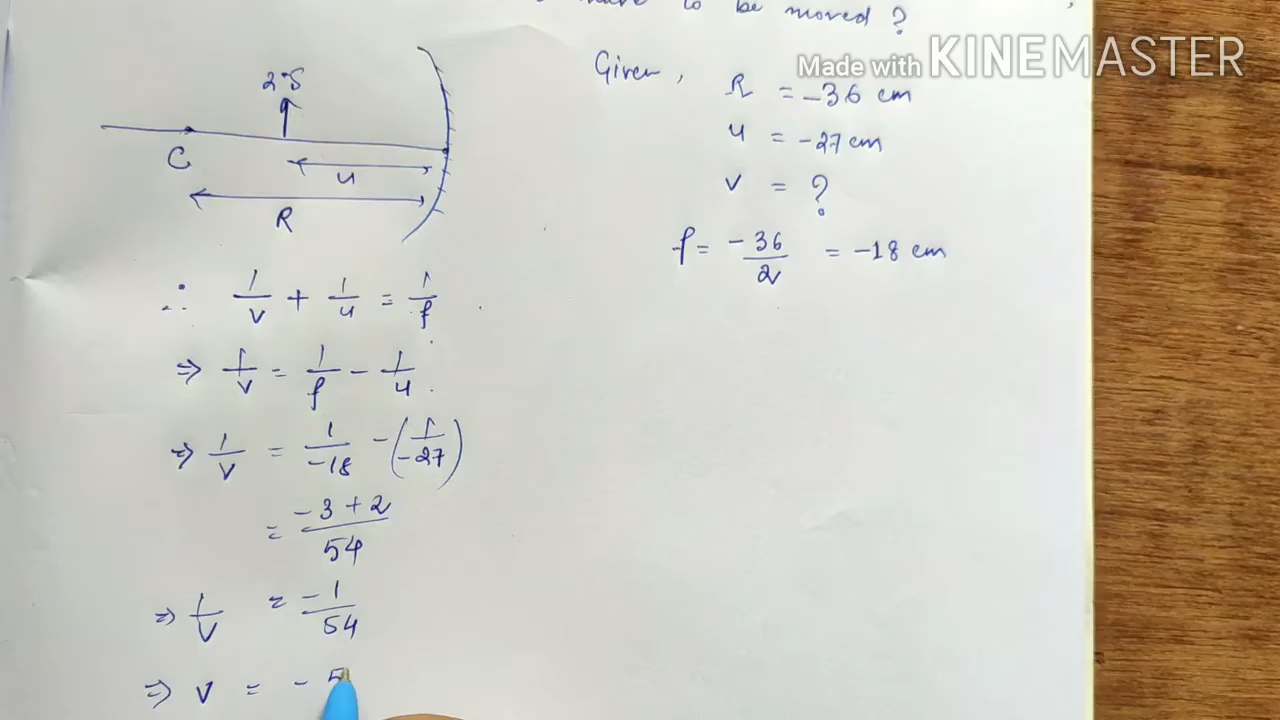 to be moved ?
Made with KINEMASTER
Given,
R = -36 cm
u = -27 cm
v = ?
f = -36/2 = -18 cm
2.5
C
u
R
∴ 1/v + 1/u = 1/f
⇒ 1/v = 1/f - 1/u
⇒ 1/v = 1/-18 - (1/-27)
= -3 + 2/54
⇒ 1/v = -1/54
⇒ v = - 5